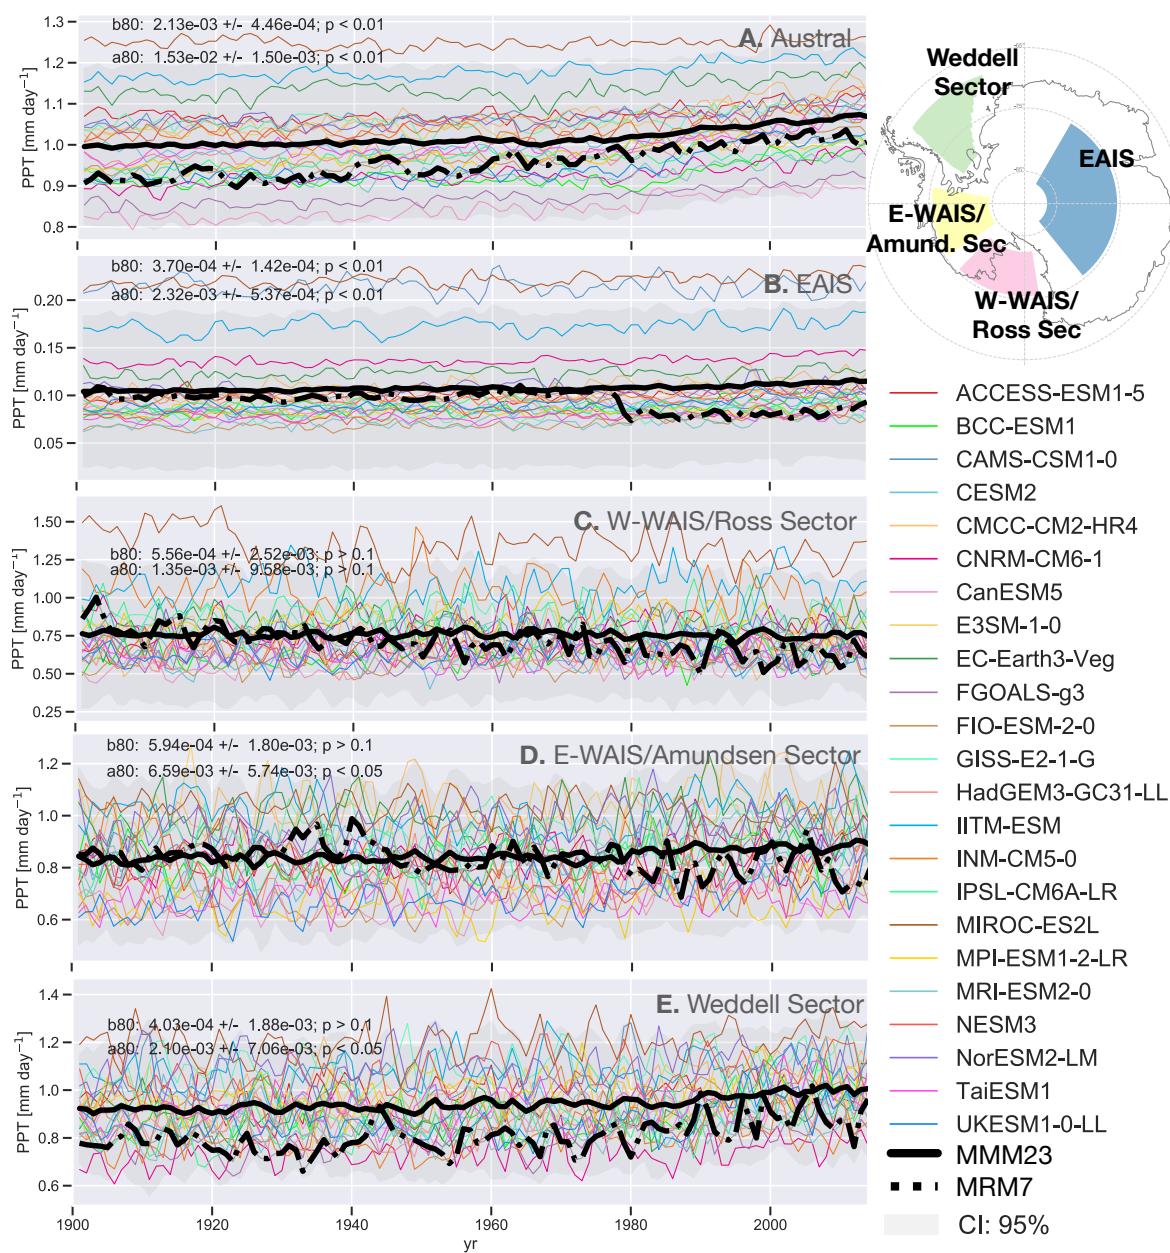 A. Austral
b80: 2.13e-03 +/- 4.46e-04; p < 0.01
a80: 1.53e-02 +/- 1.50e-03; p < 0.01
PPT [mm day−1]
1.3
1.2
1.1
1.0
0.9
0.8
B. EAIS
b80: 3.70e-04 +/- 1.42e-04; p < 0.01
a80: 2.32e-03 +/- 5.37e-04; p < 0.01
PPT [mm day−1]
0.20
0.15
0.10
0.05
C. W-WAIS/Ross Sector
b80: 5.56e-04 +/- 2.52e-03; p > 0.1
a80: 1.35e-03 +/- 9.58e-03; p > 0.1
PPT [mm day−1]
1.50
1.25
1.00
0.75
0.50
0.25
D. E-WAIS/Amundsen Sector
b80: 5.94e-04 +/- 1.80e-03; p > 0.1
a80: 6.59e-03 +/- 5.74e-03; p < 0.05
PPT [mm day−1]
1.2
1.0
0.8
0.6
E. Weddell Sector
b80: 4.03e-04 +/- 1.88e-03; p > 0.1
a80: 2.10e-03 +/- 7.06e-03; p < 0.05
PPT [mm day−1]
1.4
1.2
1.0
0.8
0.6
1900 1920 1940 1960 1980 2000
yr
Weddell
Sector
EAIS
E-WAIS/
Amund. Sec
W-WAIS/
Ross Sec
ACCESS-ESM1-5
BCC-ESM1
CAMS-CSM1-0
CESM2
CMCC-CM2-HR4
CNRM-CM6-1
CanESM5
E3SM-1-0
EC-Earth3-Veg
FGOALS-g3
FIO-ESM-2-0
GISS-E2-1-G
HadGEM3-GC31-LL
IITM-ESM
INM-CM5-0
IPSL-CM6A-LR
MIROC-ES2L
MPI-ESM1-2-LR
MRI-ESM2-0
NESM3
NorESM2-LM
TaiESM1
UKESM1-0-LL
MMM23
MRM7
CI: 95%